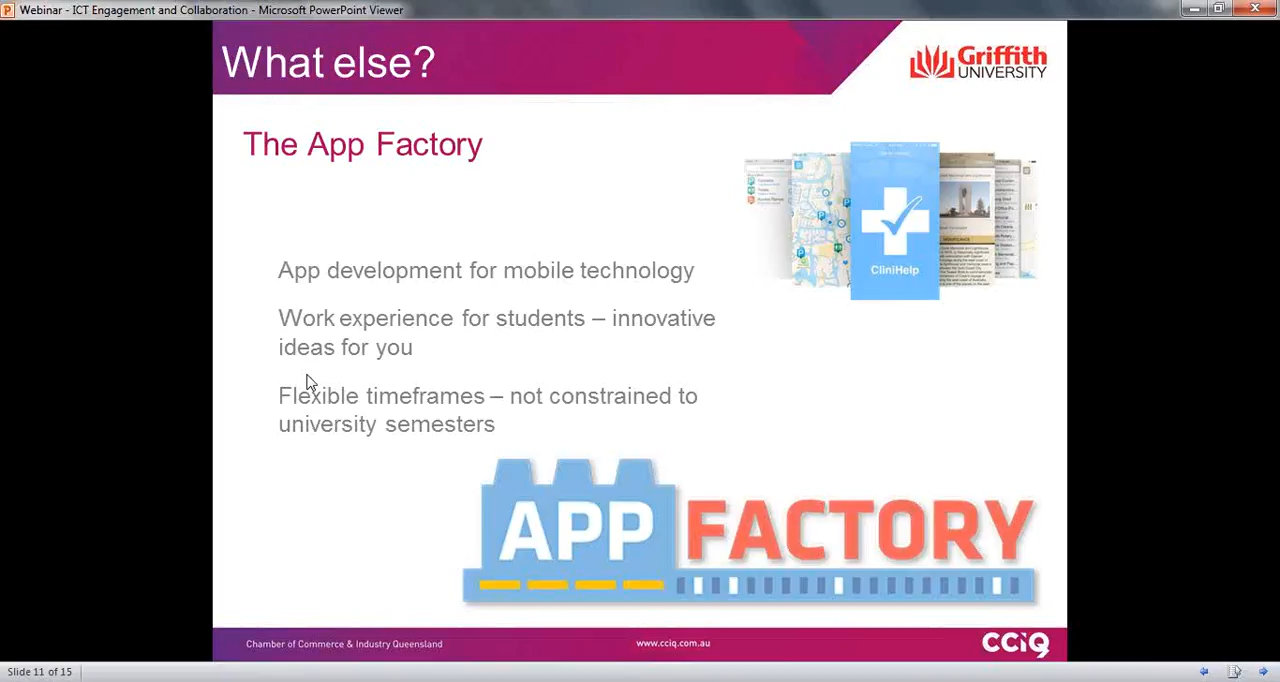 Webinar - ICT Engagement and Collaboration - Microsoft PowerPoint Viewer
What else?
Griffith
UNIVERSITY
The App Factory
CliniHelp
App development for mobile technology
Work experience for students – innovative
ideas for you
Flexible timeframes – not constrained to
university semesters
APP FACTORY
Chamber of Commerce & Industry Queensland
www.cciq.com.au
CCiQ
Slide 11 of 15